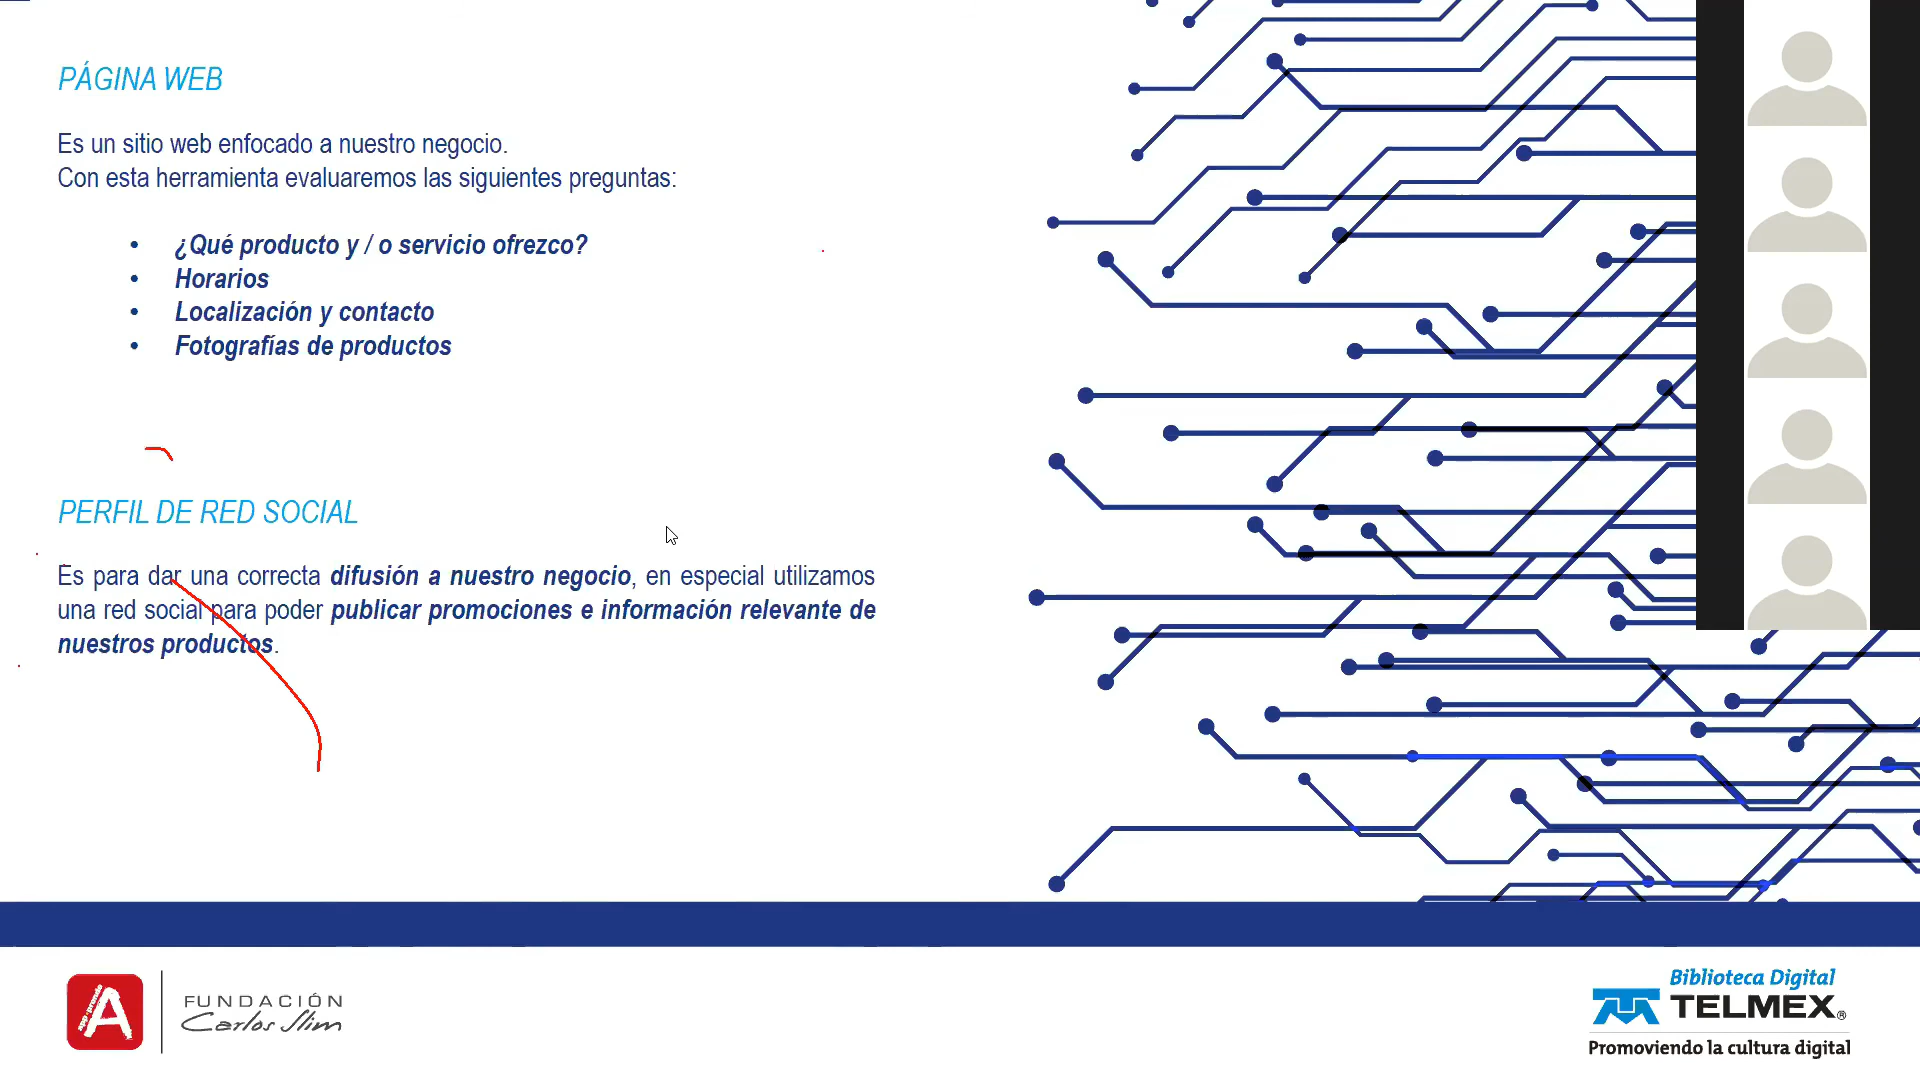 PÁGINA WEB
Es un sitio web enfocado a nuestro negocio.
Con esta herramienta evaluaremos las siguientes preguntas:
• ¿Qué producto y / o servicio ofrezco?
• Horarios
• Localización y contacto
• Fotografías de productos
PERFIL DE RED SOCIAL
Es para dar una correcta difusión a nuestro negocio, en especial utilizamos
una red social para poder publicar promociones e información relevante de
nuestros productos.
app·prende
A
FUNDACIÓN
Carlos Slim
Biblioteca Digital
TELMEX®
Promoviendo la cultura digital